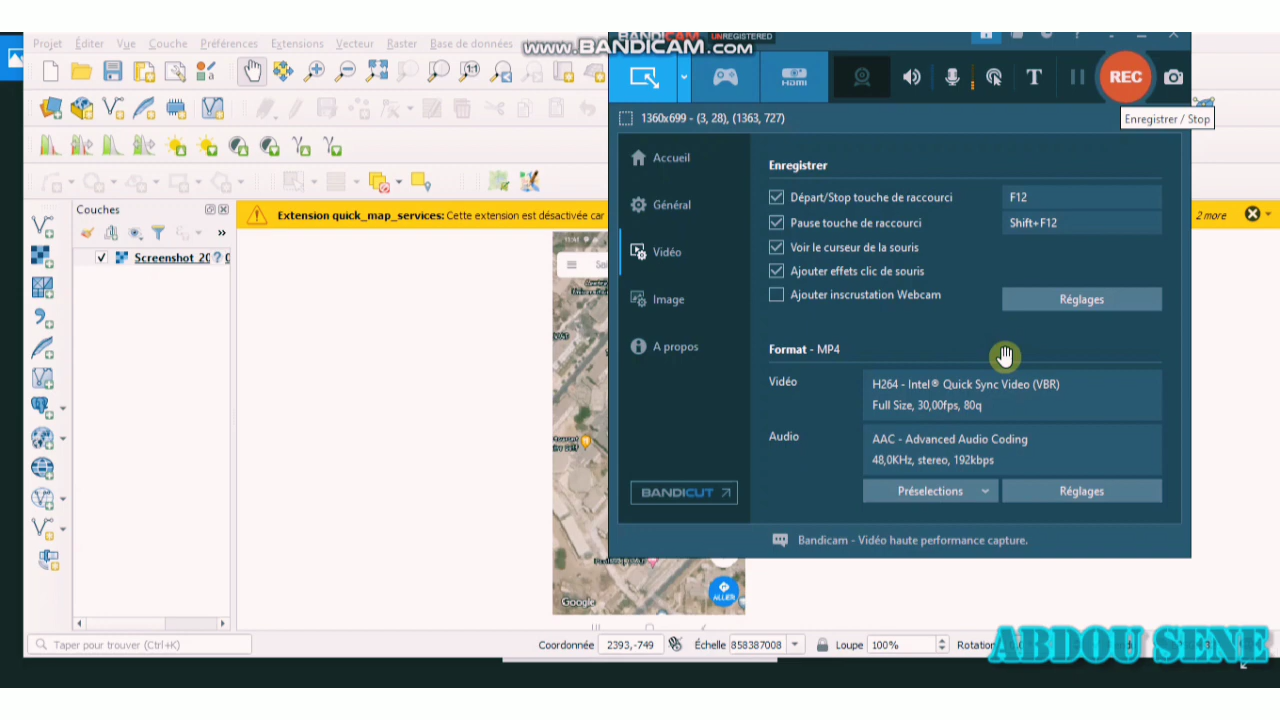 BANDICAM UNREGISTERED
www.BANDICAM.com
Projet Éditer Vue Couche Préférences Extensions Vecteur Raster Base de données
HDMI
T
REC
1360x699 - (3, 28), (1363, 727)
Enregistrer / Stop
Accueil
Général
Vidéo
Image
A propos
BANDICUT
Enregistrer
Départ/Stop touche de raccourci F12
Pause touche de raccourci Shift+F12
Voir le curseur de la souris
Ajouter effets clic de souris
Ajouter inscrustation Webcam Réglages
Format - MP4
Vidéo
H264 - Intel® Quick Sync Video (VBR)
Full Size, 30,00fps, 80q
Audio
AAC - Advanced Audio Coding
48,0KHz, stereo, 192kbps
Préselections Réglages
Bandicam - Vidéo haute performance capture.
Couches
Extension quick_map_services: Cette extension est désactivée car
2 more
Screenshot_20
ALLER
Google
Taper pour trouver (Ctrl+K)
Coordonnée 2393,-749 Échelle 858387008 Loupe 100% Rotation
ABDOU SENE